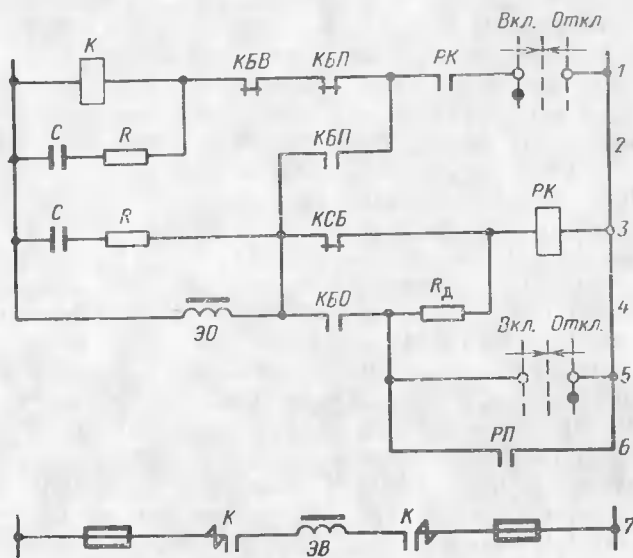 Вкл. Откл.
К КБВ КБП РК 1
С R КБП 2
С R КСБ РК 3
ЭО КБО Rд 4
Вкл. Откл.
5
РП 6
К ЭВ К 7